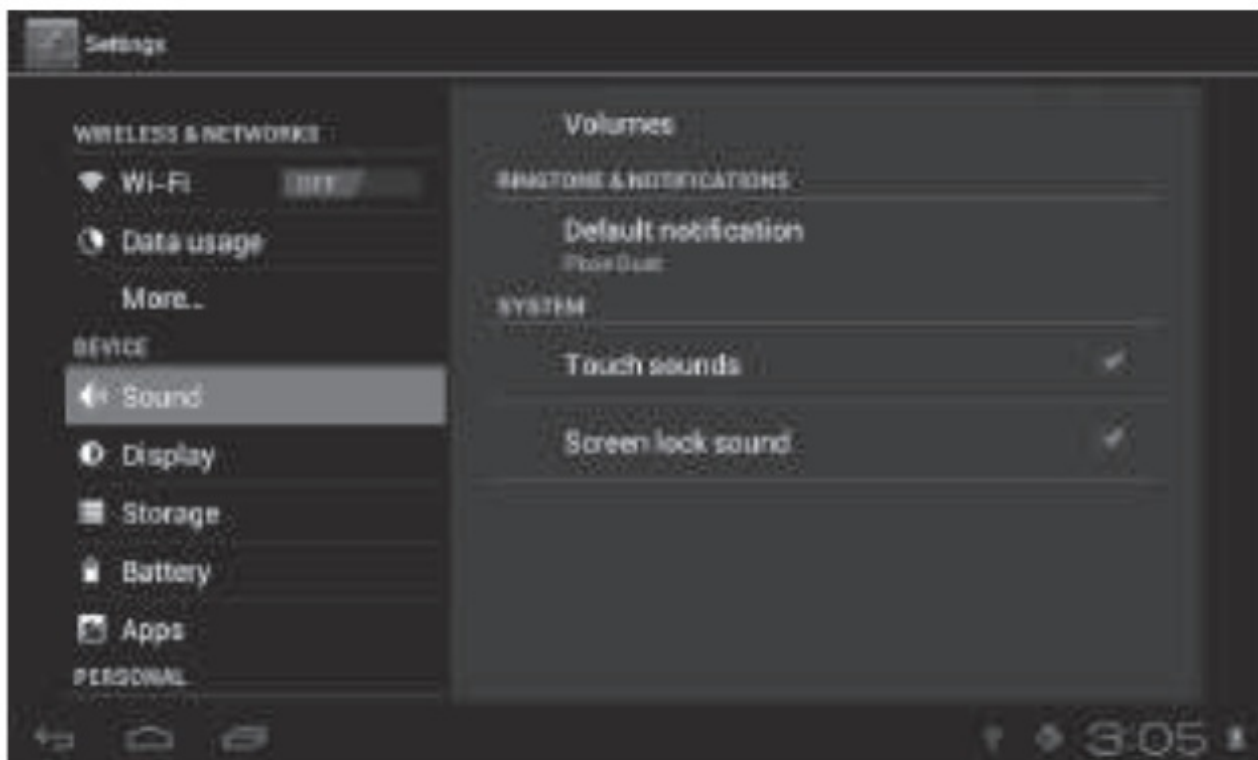 Settings
WIRELESS & NETWORKS
Wi-Fi
OFF
Data usage
More...
DEVICE
Sound
Display
Storage
Battery
Apps
PERSONAL
Volumes
RINGTONE & NOTIFICATIONS
Default notification
SYSTEM
Touch sounds
Screen lock sound
3:05